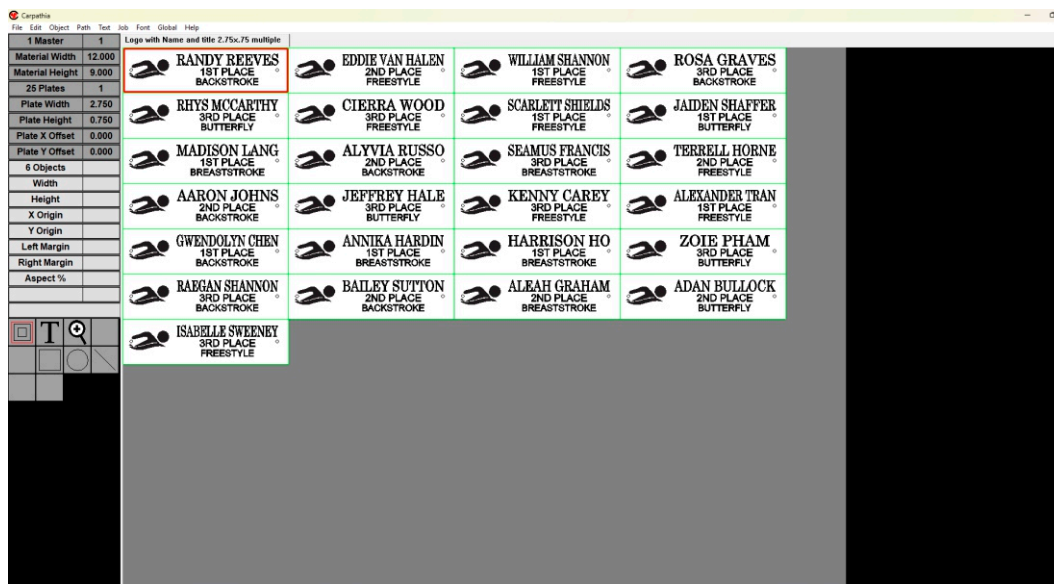 Carpathia
File Edit Object Path Text Job Font Global Help
1 Master 1
Material Width 12.000
Material Height 9.000
25 Plates 1
Plate Width 2.750
Plate Height 0.750
Plate X Offset 0.000
Plate Y Offset 0.000
6 Objects
Width
Height
X Origin
Y Origin
Left Margin
Right Margin
Aspect %
T
Logo with Name and title 2.75x.75 multiple
RANDY REEVES
1ST PLACE
BACKSTROKE
EDDIE VAN HALEN
2ND PLACE
FREESTYLE
WILLIAM SHANNON
1ST PLACE
FREESTYLE
ROSA GRAVES
3RD PLACE
BACKSTROKE
RHYS MCCARTHY
3RD PLACE
BUTTERFLY
CIERRA WOOD
3RD PLACE
FREESTYLE
SCARLETT SHIELDS
1ST PLACE
FREESTYLE
JAIDEN SHAFFER
1ST PLACE
BUTTERFLY
MADISON LANG
1ST PLACE
BREASTSTROKE
ALYVIA RUSSO
2ND PLACE
BACKSTROKE
SEAMUS FRANCIS
3RD PLACE
BREASTSTROKE
TERRELL HORNE
2ND PLACE
FREESTYLE
AARON JOHNS
2ND PLACE
BACKSTROKE
JEFFREY HALE
3RD PLACE
BUTTERFLY
KENNY CAREY
3RD PLACE
FREESTYLE
ALEXANDER TRAN
1ST PLACE
FREESTYLE
GWENDOLYN CHEN
1ST PLACE
BACKSTROKE
ANNIKA HARDIN
1ST PLACE
BREASTSTROKE
HARRISON HO
1ST PLACE
BREASTSTROKE
ZOIE PHAM
3RD PLACE
BUTTERFLY
RAEGAN SHANNON
3RD PLACE
BACKSTROKE
BAILEY SUTTON
2ND PLACE
BACKSTROKE
ALEAH GRAHAM
2ND PLACE
BREASTSTROKE
ADAN BULLOCK
2ND PLACE
BUTTERFLY
ISABELLE SWEENEY
3RD PLACE
FREESTYLE